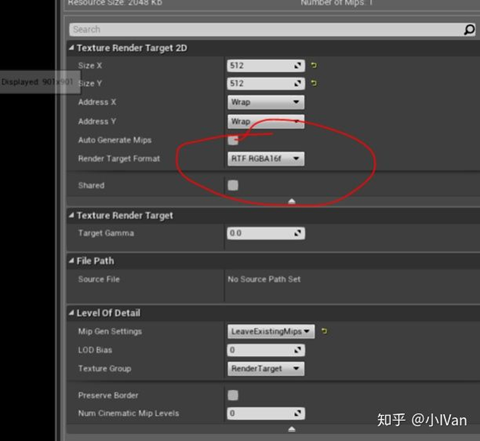 Resource Size: 2048 Kb Number of Mips: 1
Search
Texture Render Target 2D
Size X 512
Displayed: 901x901
Size Y 512
Address X Wrap
Address Y Wrap
Auto Generate Mips
Render Target Format RTF RGBA16f
Shared
Texture Render Target
Target Gamma 0.0
File Path
Source File No Source Path Set
Level Of Detail
Mip Gen Settings LeaveExistingMips
LOD Bias 0
Texture Group RenderTarget
Preserve Border
Num Cinematic Mip Levels 0
知乎 @小IVan